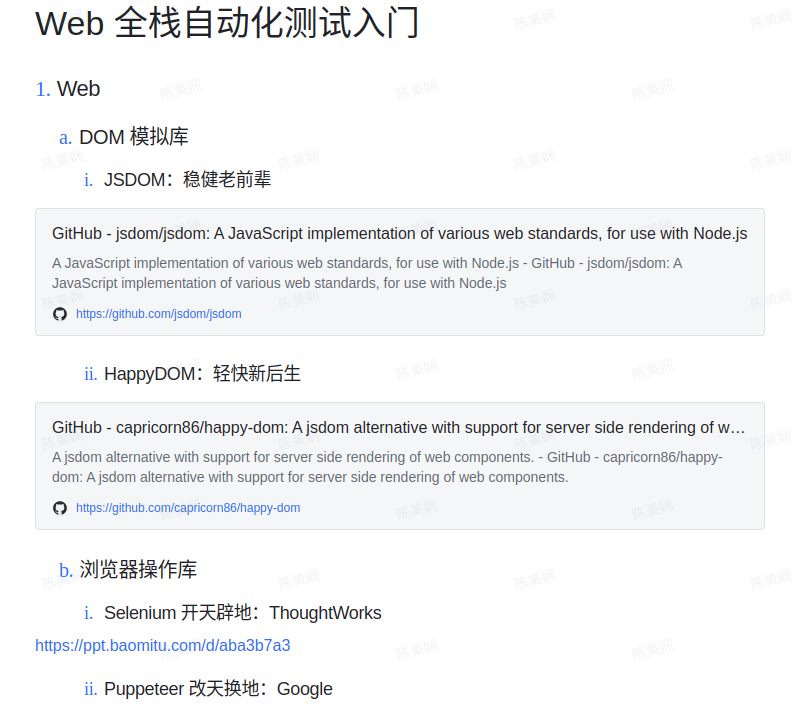 Web 全栈自动化测试入门
1. Web
a. DOM 模拟库
i. JSDOM：稳健老前辈
GitHub - jsdom/jsdom: A JavaScript implementation of various web standards, for use with Node.js
A JavaScript implementation of various web standards, for use with Node.js - GitHub - jsdom/jsdom: A
JavaScript implementation of various web standards, for use with Node.js
https://github.com/jsdom/jsdom
ii. HappyDOM：轻快新后生
GitHub - capricorn86/happy-dom: A jsdom alternative with support for server side rendering of w…
A jsdom alternative with support for server side rendering of web components. - GitHub - capricorn86/happy-
dom: A jsdom alternative with support for server side rendering of web components.
https://github.com/capricorn86/happy-dom
b. 浏览器操作库
i. Selenium 开天辟地：ThoughtWorks
https://ppt.baomitu.com/d/aba3b7a3
ii. Puppeteer 改天换地：Google